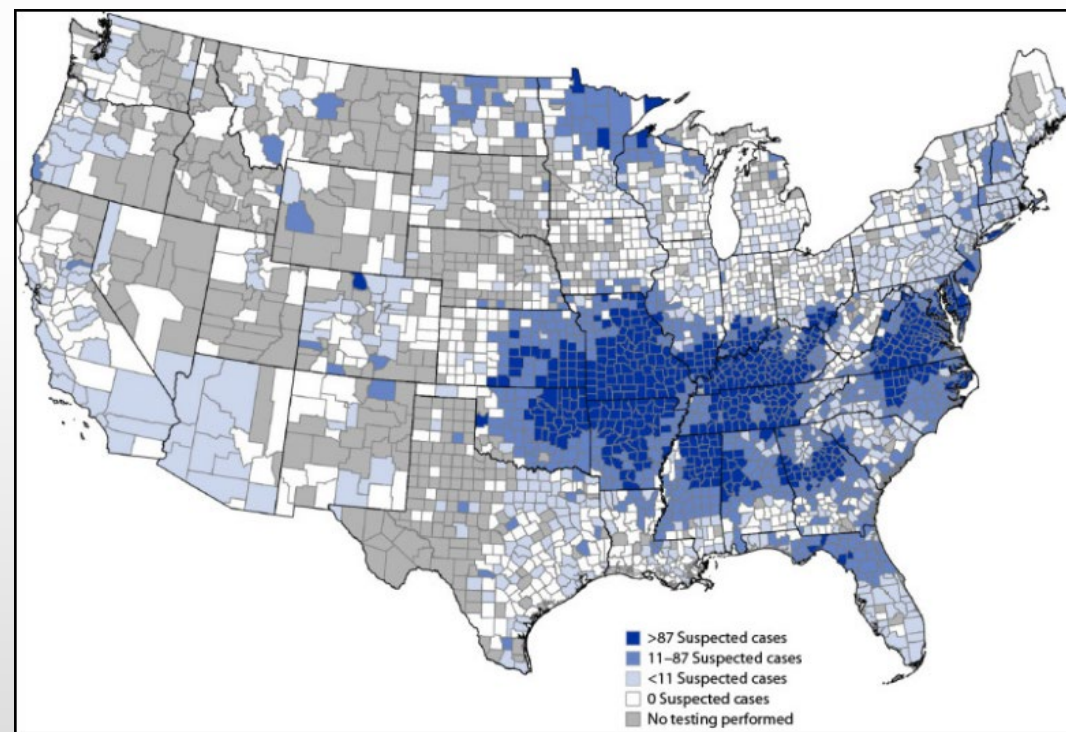 >87 Suspected cases
11–87 Suspected cases
<11 Suspected cases
0 Suspected cases
No testing performed